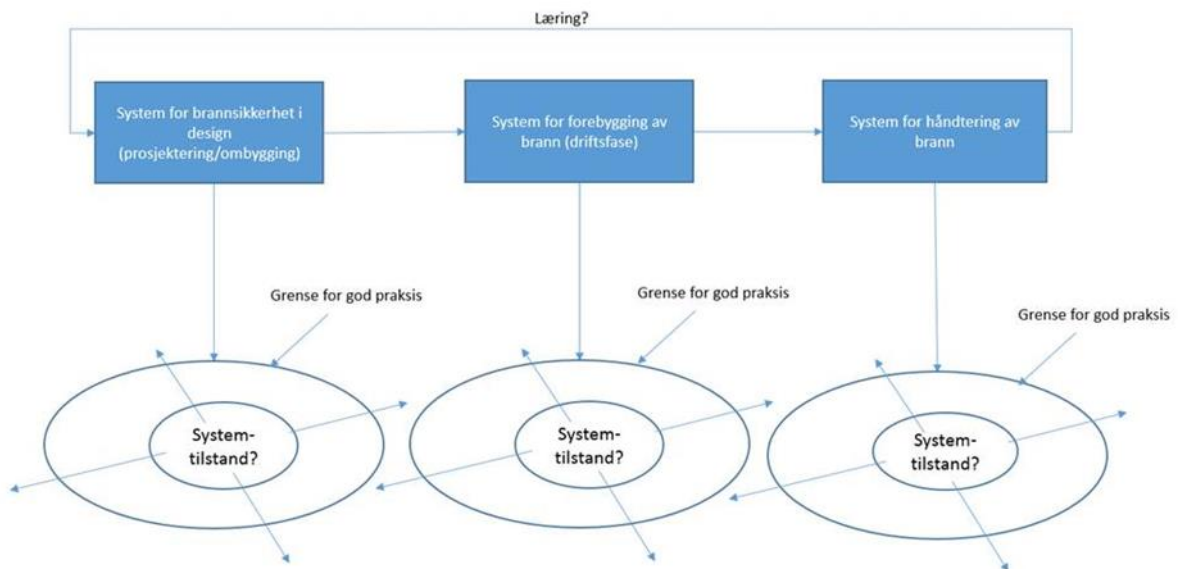 Læring?
System for brannsikkerhet i
design
(prosjektering/ombygging)
System for forebygging av
brann (driftsfase)
System for håndtering av
brann
Grense for god praksis
Grense for god praksis
Grense for god praksis
System-
tilstand?
System-
tilstand?
System-
tilstand?